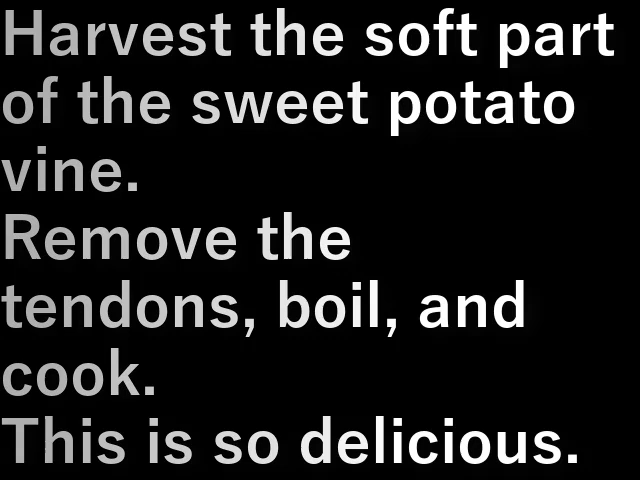 Harvest the soft part
of the sweet potato
vine.
Remove the
tendons, boil, and
cook.
This is so delicious.